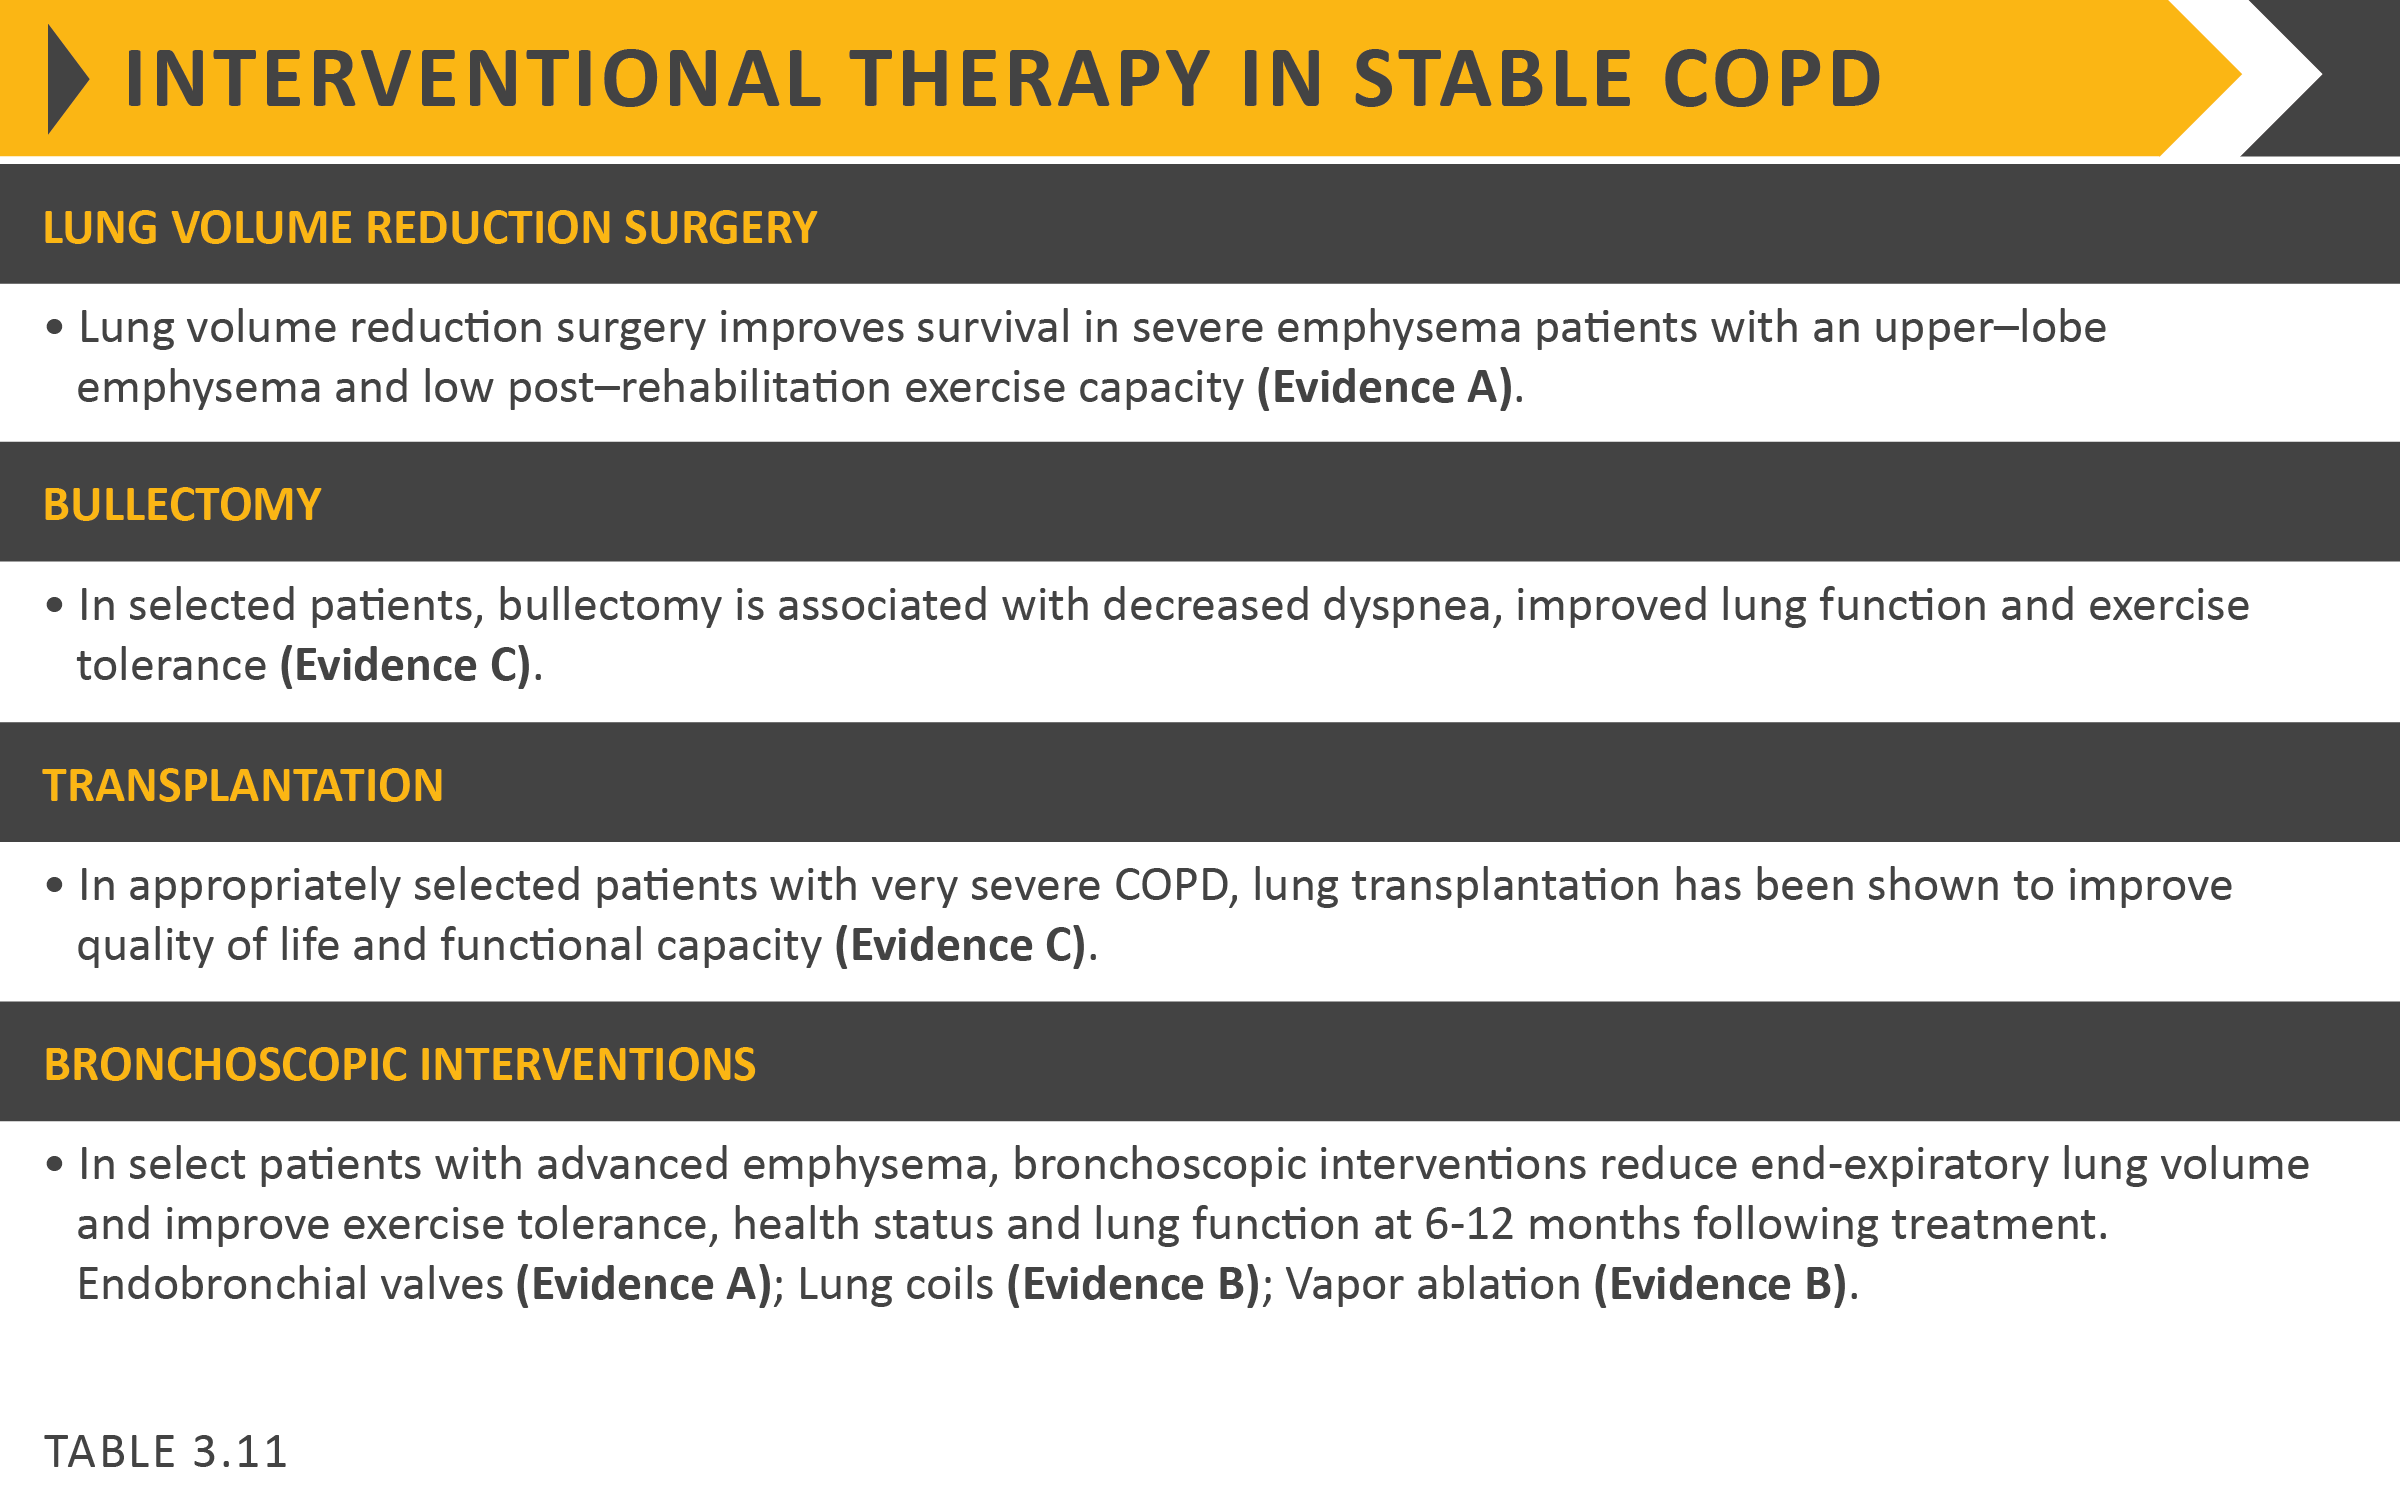 INTERVENTIONAL THERAPY IN STABLE COPD
LUNG VOLUME REDUCTION SURGERY
• Lung volume reduction surgery improves survival in severe emphysema patients with an upper–lobe
emphysema and low post–rehabilitation exercise capacity (Evidence A).
BULLECTOMY
• In selected patients, bullectomy is associated with decreased dyspnea, improved lung function and exercise
tolerance (Evidence C).
TRANSPLANTATION
• In appropriately selected patients with very severe COPD, lung transplantation has been shown to improve
quality of life and functional capacity (Evidence C).
BRONCHOSCOPIC INTERVENTIONS
• In select patients with advanced emphysema, bronchoscopic interventions reduce end-expiratory lung volume
and improve exercise tolerance, health status and lung function at 6-12 months following treatment.
Endobronchial valves (Evidence A); Lung coils (Evidence B); Vapor ablation (Evidence B).
TABLE 3.11